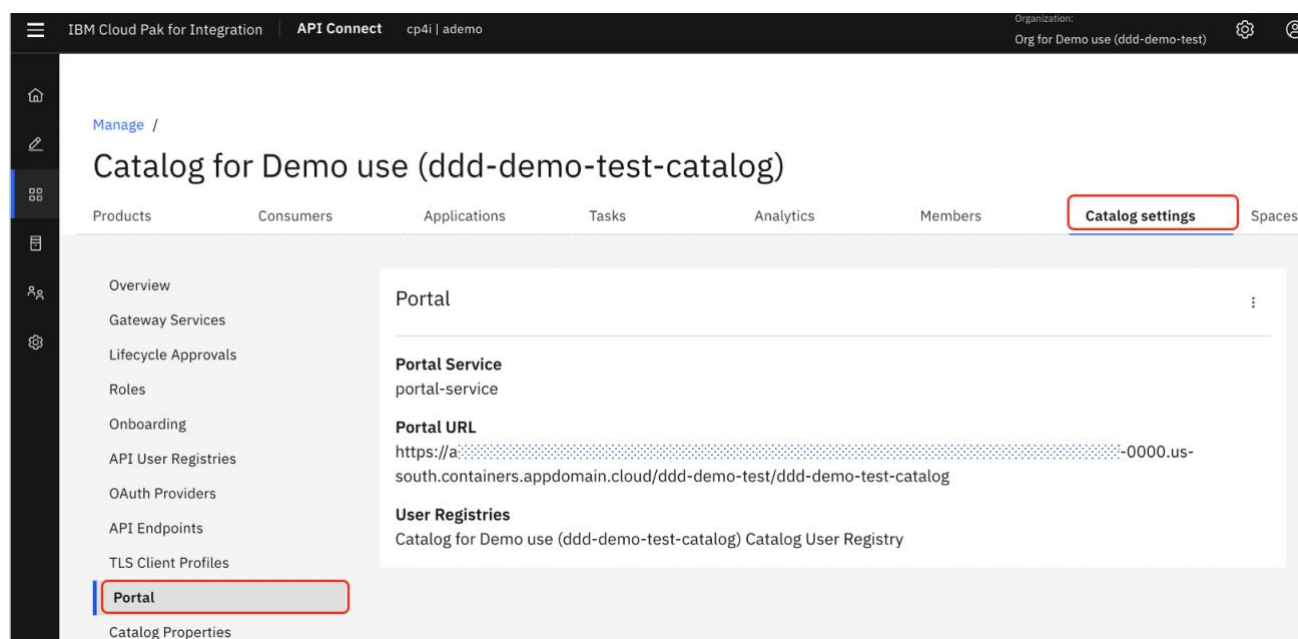 IBM Cloud Pak for Integration API Connect cp4i | ademo
Organization:
Org for Demo use (ddd-demo-test)
Manage /
Catalog for Demo use (ddd-demo-test-catalog)
Products Consumers Applications Tasks Analytics Members Catalog settings Spaces
Overview
Gateway Services
Lifecycle Approvals
Roles
Onboarding
API User Registries
OAuth Providers
API Endpoints
TLS Client Profiles
Portal
Catalog Properties
Portal
Portal Service
portal-service
Portal URL
https://a -0000.us-
south.containers.appdomain.cloud/ddd-demo-test/ddd-demo-test-catalog
User Registries
Catalog for Demo use (ddd-demo-test-catalog) Catalog User Registry